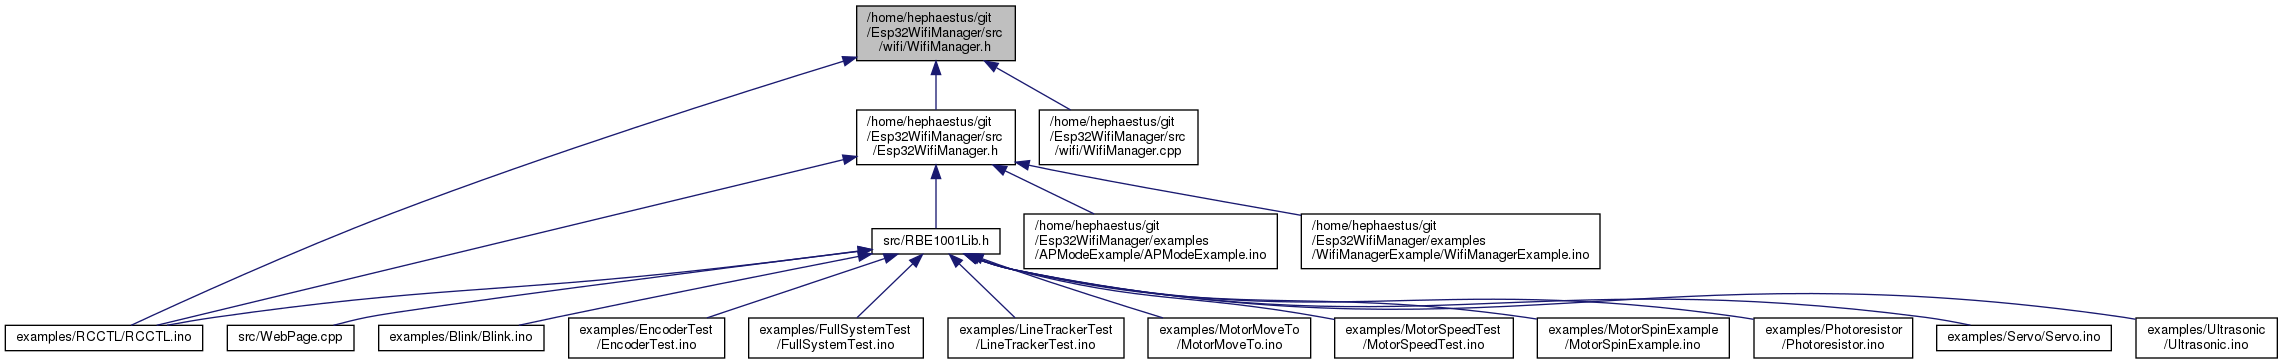 /home/hephaestus/git
/Esp32WifiManager/src
/wifi/WifiManager.h
/home/hephaestus/git
/Esp32WifiManager/src
/Esp32WifiManager.h
/home/hephaestus/git
/Esp32WifiManager/src
/wifi/WifiManager.cpp
src/RBE1001Lib.h
/home/hephaestus/git
/Esp32WifiManager/examples
/APModeExample/APModeExample.ino
/home/hephaestus/git
/Esp32WifiManager/examples
/WifiManagerExample/WifiManagerExample.ino
examples/RCCTL/RCCTL.ino
src/WebPage.cpp
examples/Blink/Blink.ino
examples/EncoderTest
/EncoderTest.ino
examples/FullSystemTest
/FullSystemTest.ino
examples/LineTrackerTest
/LineTrackerTest.ino
examples/MotorMoveTo
/MotorMoveTo.ino
examples/MotorSpeedTest
/MotorSpeedTest.ino
examples/MotorSpinExample
/MotorSpinExample.ino
examples/Photoresistor
/Photoresistor.ino
examples/Servo/Servo.ino
examples/Ultrasonic
/Ultrasonic.ino